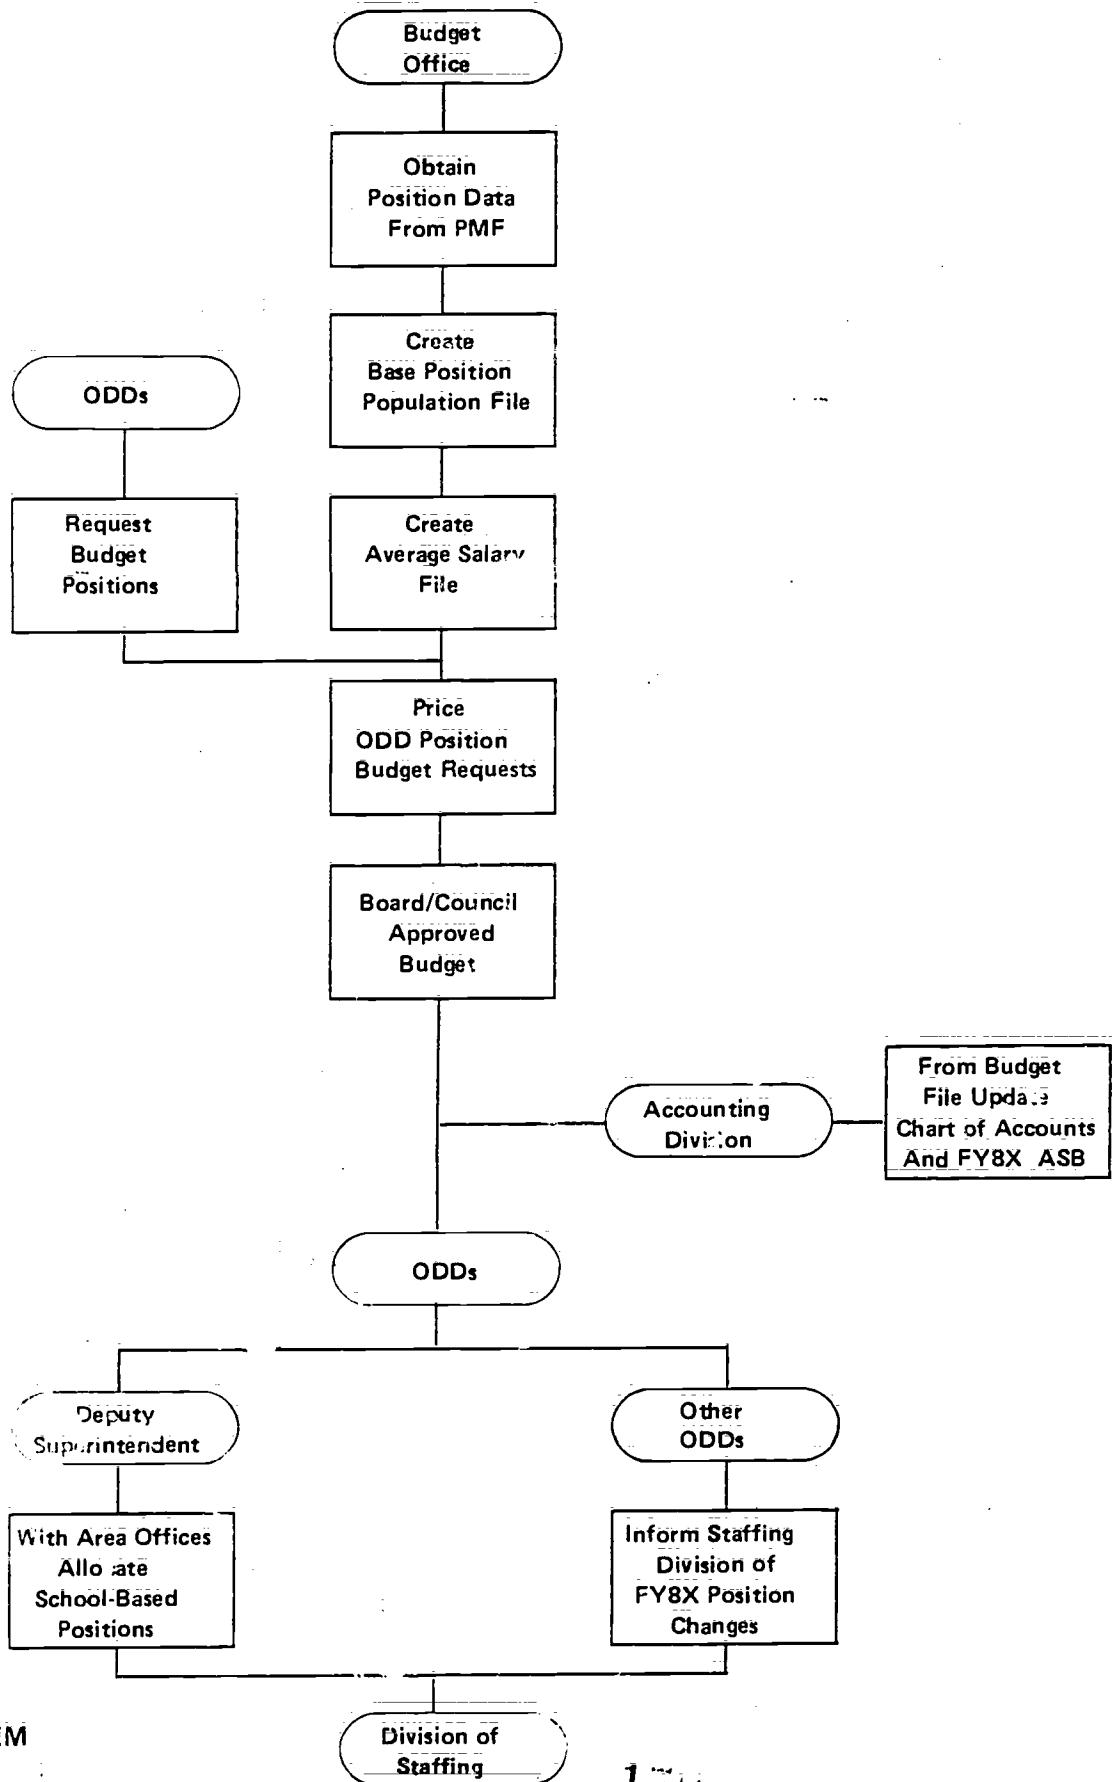 Budget
Office
Obtain
Position Data
From PMF
Create
Base Position
Population File
ODDs
Request
Budget
Positions
Create
Average Salary
File
Price
ODD Position
Budget Requests
Board/Council
Approved
Budget
Accounting
Division
From Budget
File Update
Chart of Accounts
And FY8X ASB
ODDs
Deputy
Superintendent
Other
ODDs
With Area Offices
Allocate
School-Based
Positions
Inform Staffing
Division of
FY8X Position
Changes
EM
Division of
Staffing